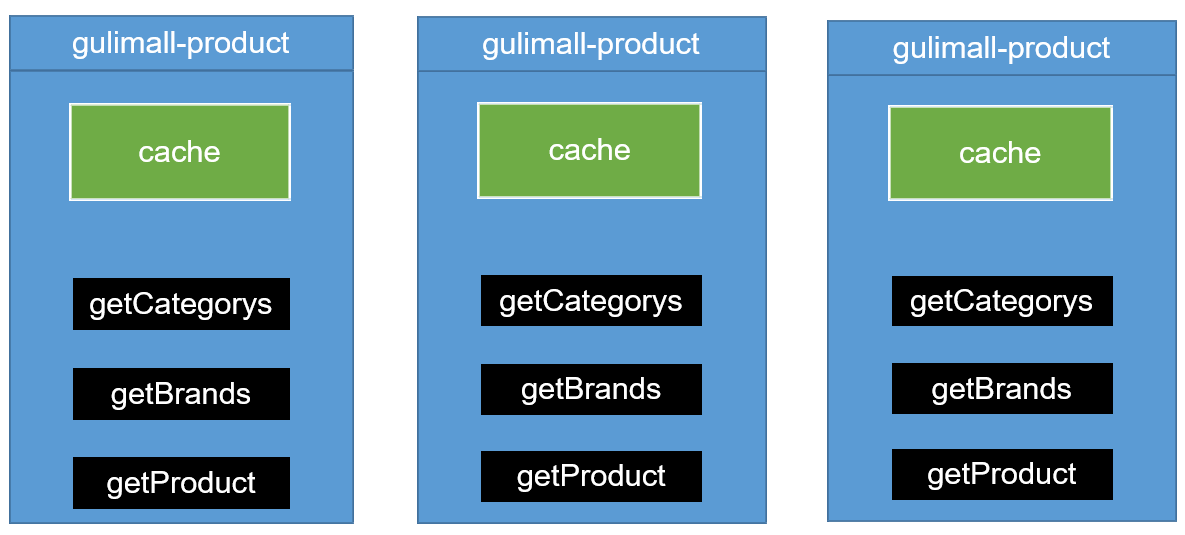 gulimall-product
cache
getCategorys
getBrands
getProduct
gulimall-product
cache
getCategorys
getBrands
getProduct
gulimall-product
cache
getCategorys
getBrands
getProduct